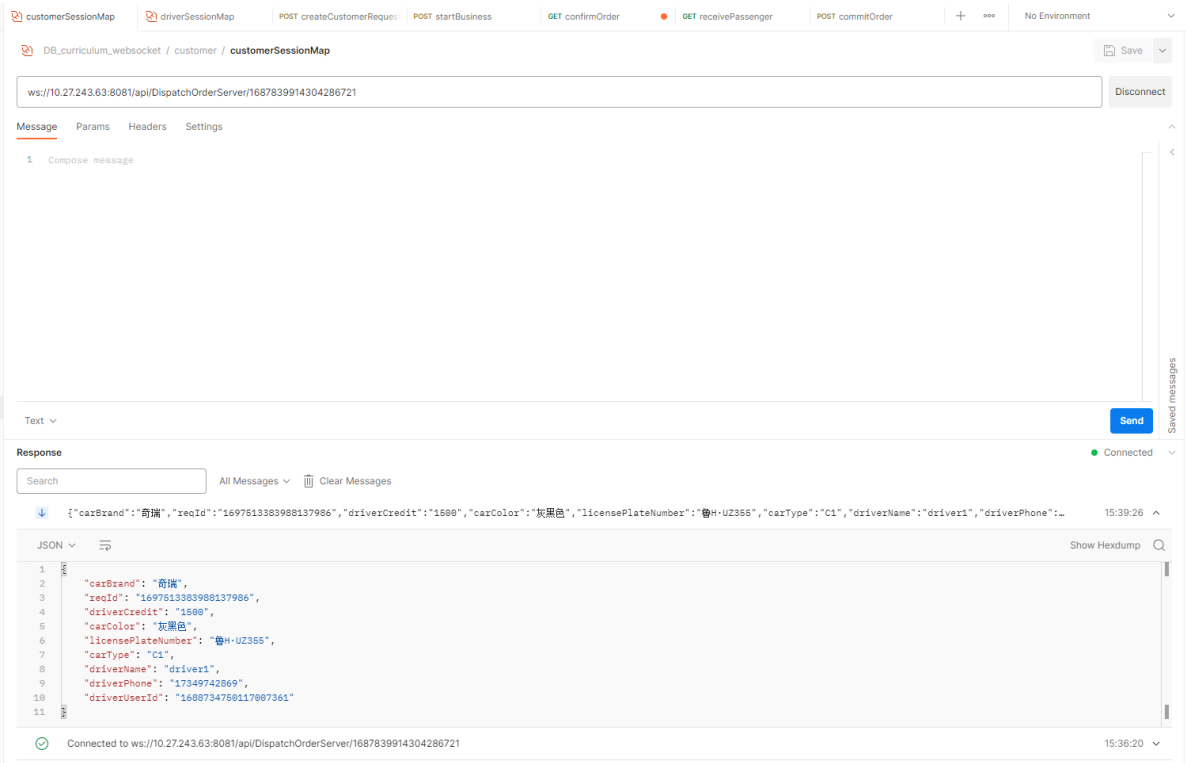 customerSessionMap driverSessionMap POST createCustomerReques POST startBusiness GET confirmOrder GET receivePassenger POST commitOrder No Environment
DB_curriculum_websocket / customer / customerSessionMap Save
ws://10.27.243.63:8081/api/DispatchOrderServer/1687839914304286721 Disconnect
Message Params Headers Settings
1 Compose message
Saved messages
Text Send
Response Connected
Search All Messages Clear Messages
{"carBrand":"奇瑞","reqId":"1697513383988137986","driverCredit":"1500","carColor":"灰黑色","licensePlateNumber":"鲁H·UZ355","carType":"C1","driverName":"driver1","driverPhone":… 15:39:26
JSON Show Hexdump
1 {
2 "carBrand": "奇瑞",
3 "reqId": "1697513383988137986",
4 "driverCredit": "1500",
5 "carColor": "灰黑色",
6 "licensePlateNumber": "鲁H·UZ355",
7 "carType": "C1",
8 "driverName": "driver1",
9 "driverPhone": "17349742869",
10 "driverUserId": "1688734750117007361"
11 }
Connected to ws://10.27.243.63:8081/api/DispatchOrderServer/1687839914304286721 15:36:20